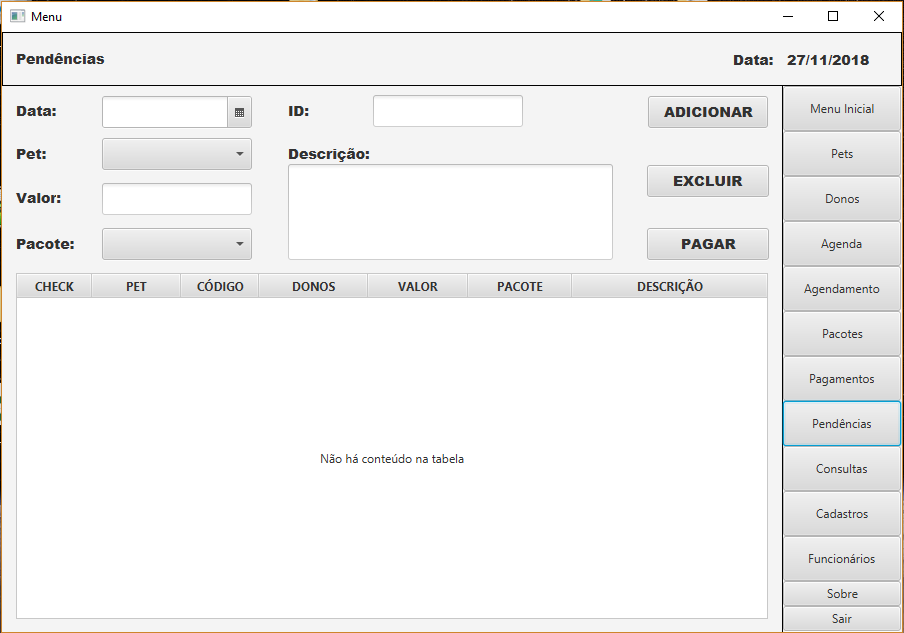 Menu
Pendências
Data: 27/11/2018
Data:
ID:
ADICIONAR
Pet:
Descrição:
EXCLUIR
Valor:
Pacote:
PAGAR
CHECK PET CÓDIGO DONOS VALOR PACOTE DESCRIÇÃO
Não há conteúdo na tabela
Menu Inicial
Pets
Donos
Agenda
Agendamento
Pacotes
Pagamentos
Pendências
Consultas
Cadastros
Funcionários
Sobre
Sair